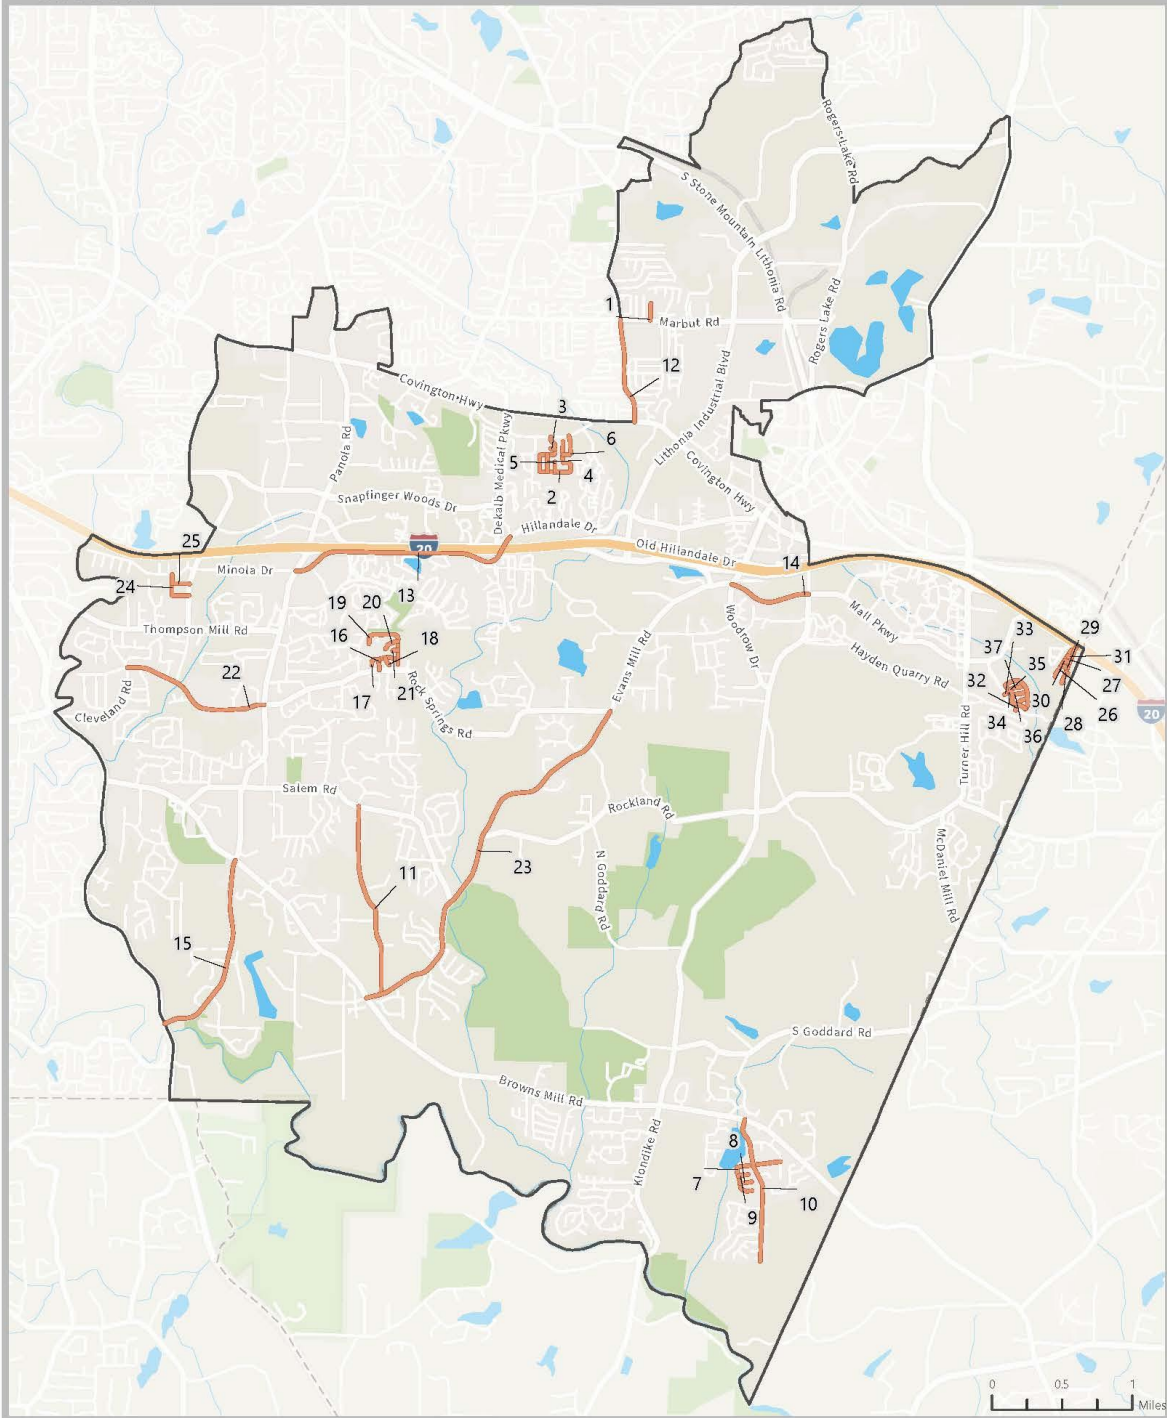 Rogers Lake Rd
S Stone Mountain Lithonia Rd
Rogers Lake Rd
1
Marbut Rd
12
Covington Hwy
3
Lithonia Industrial Blvd
Panola Rd
Dekalb Medical Pkwy
6
5
4
2
Covington Hwy
Snapfinger Woods Dr
Hillandale Dr
25
20
Old Hillandale Dr
14
Minola Dr
24
13
19
20
Mall Pkwy
33
29
Thompson Mill Rd
16
18
Woodrow Dr
Evans Mill Rd
37
35
31
Hayden Quarry Rd
27
22
17
21
32
30
26
Cleveland Rd
Rock Springs Rd
34
36
28
20
Turner Hill Rd
Salem Rd
Rockland Rd
23
11
N Goddard Rd
McDaniel Mill Rd
15
S Goddard Rd
Browns Mill Rd
8
Klondike Rd
7
10
9
0 0.5 1
Miles